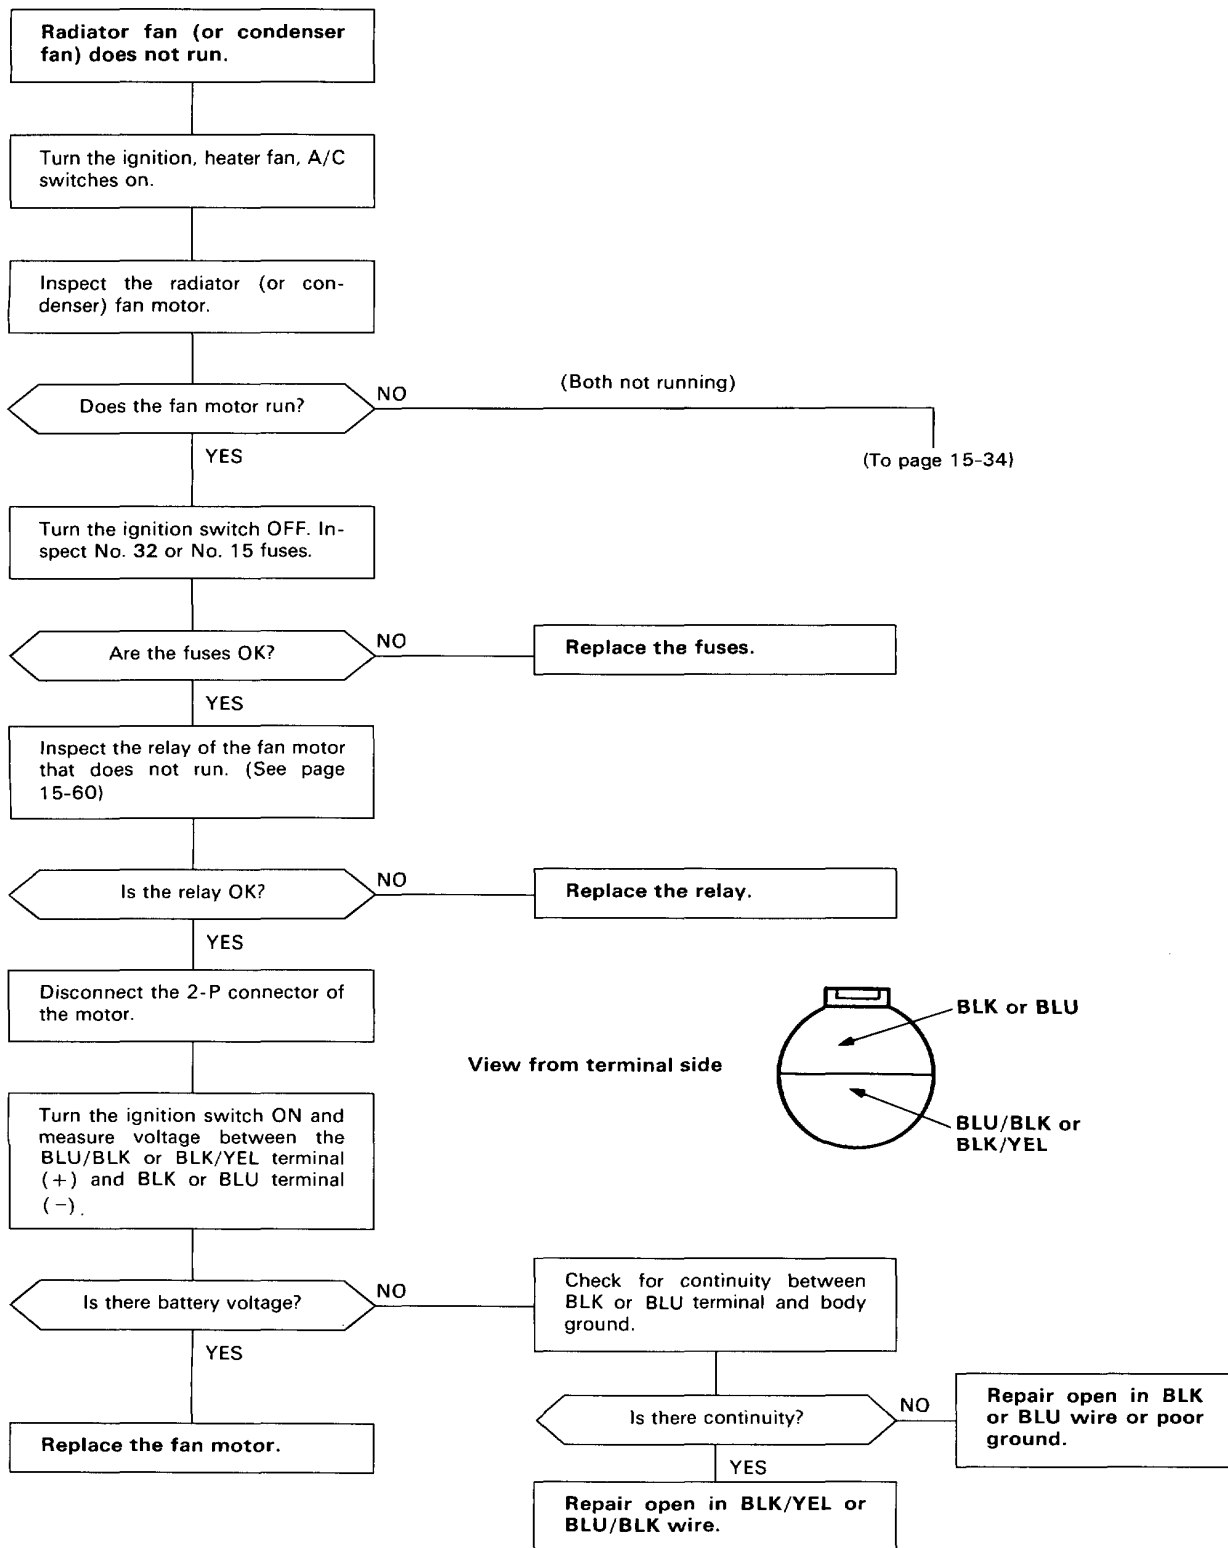 Radiator fan (or condenser
fan) does not run.
Turn the ignition, heater fan, A/C
switches on.
Inspect the radiator (or con-
denser) fan motor.
Does the fan motor run?
NO
(Both not running)
(To page 15-34)
YES
Turn the ignition switch OFF. In-
spect No. 32 or No. 15 fuses.
Are the fuses OK?
NO
Replace the fuses.
YES
Inspect the relay of the fan motor
that does not run. (See page
15-60)
Is the relay OK?
NO
Replace the relay.
YES
Disconnect the 2-P connector of
the motor.
View from terminal side
BLK or BLU
BLU/BLK or
BLK/YEL
Turn the ignition switch ON and
measure voltage between the
BLU/BLK or BLK/YEL terminal
(+) and BLK or BLU terminal
(−).
Is there battery voltage?
NO
Check for continuity between
BLK or BLU terminal and body
ground.
YES
Replace the fan motor.
Is there continuity?
NO
Repair open in BLK
or BLU wire or poor
ground.
YES
Repair open in BLK/YEL or
BLU/BLK wire.